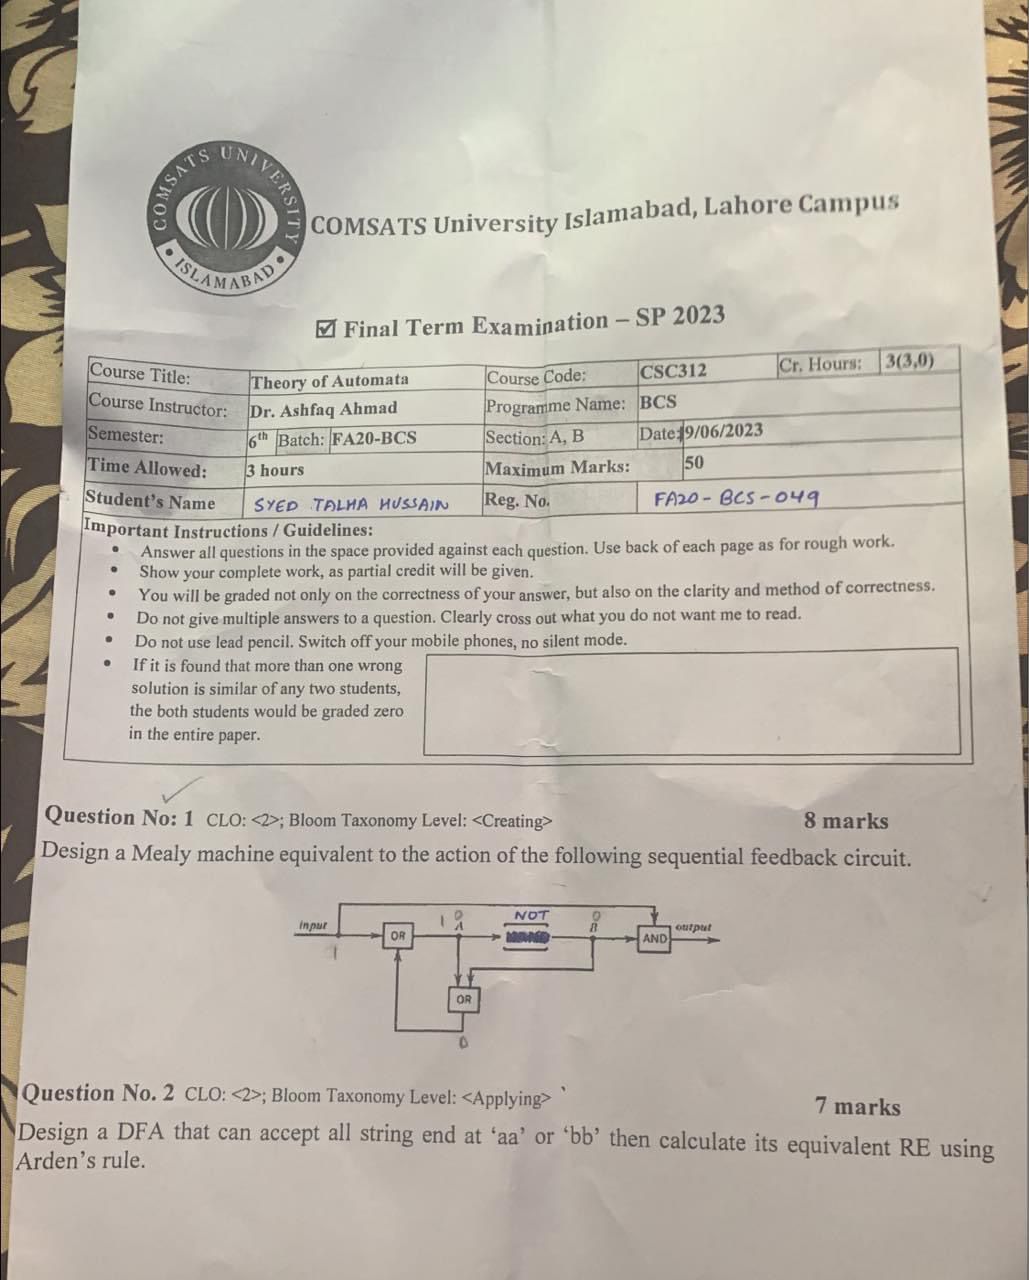 COMSATS UNIVERSITY
ISLAMABAD
COMSATS University Islamabad, Lahore Campus
☑ Final Term Examination – SP 2023
Course Title: Theory of Automata Course Code: CSC312 Cr. Hours: 3(3,0)
Course Instructor: Dr. Ashfaq Ahmad Programme Name: BCS
Semester: 6th Batch: FA20-BCS Section: A, B Date: 19/06/2023
Time Allowed: 3 hours Maximum Marks: 50
Student's Name SYED TALHA HUSSAIN Reg. No. FA20-BCS-049
Important Instructions / Guidelines:
• Answer all questions in the space provided against each question. Use back of each page as for rough work.
• Show your complete work, as partial credit will be given.
• You will be graded not only on the correctness of your answer, but also on the clarity and method of correctness.
• Do not give multiple answers to a question. Clearly cross out what you do not want me to read.
• Do not use lead pencil. Switch off your mobile phones, no silent mode.
• If it is found that more than one wrong
solution is similar of any two students,
the both students would be graded zero
in the entire paper.
Question No: 1 CLO: <2>; Bloom Taxonomy Level: <Creating> 8 marks
Design a Mealy machine equivalent to the action of the following sequential feedback circuit.
input
1
OR
1 0
A
NOT
0
B
AND
output
OR
0
Question No. 2 CLO: <2>; Bloom Taxonomy Level: <Applying> 7 marks
Design a DFA that can accept all string end at 'aa' or 'bb' then calculate its equivalent RE using
Arden's rule.